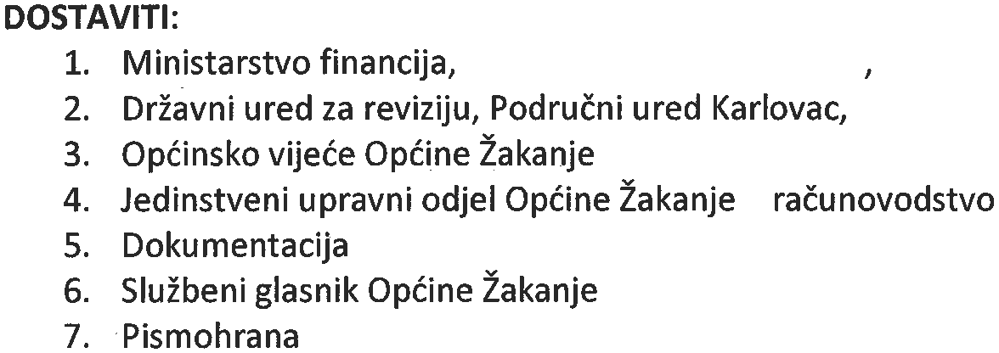 DOSTAVITI:
1. Ministarstvo financija, ,
2. Državni ured za reviziju, Područni ured Karlovac,
3. Općinsko vijeće Općine Žakanje
4. Jedinstveni upravni odjel Općine Žakanje računovodstvo
5. Dokumentacija
6. Službeni glasnik Općine Žakanje
7. Pismohrana